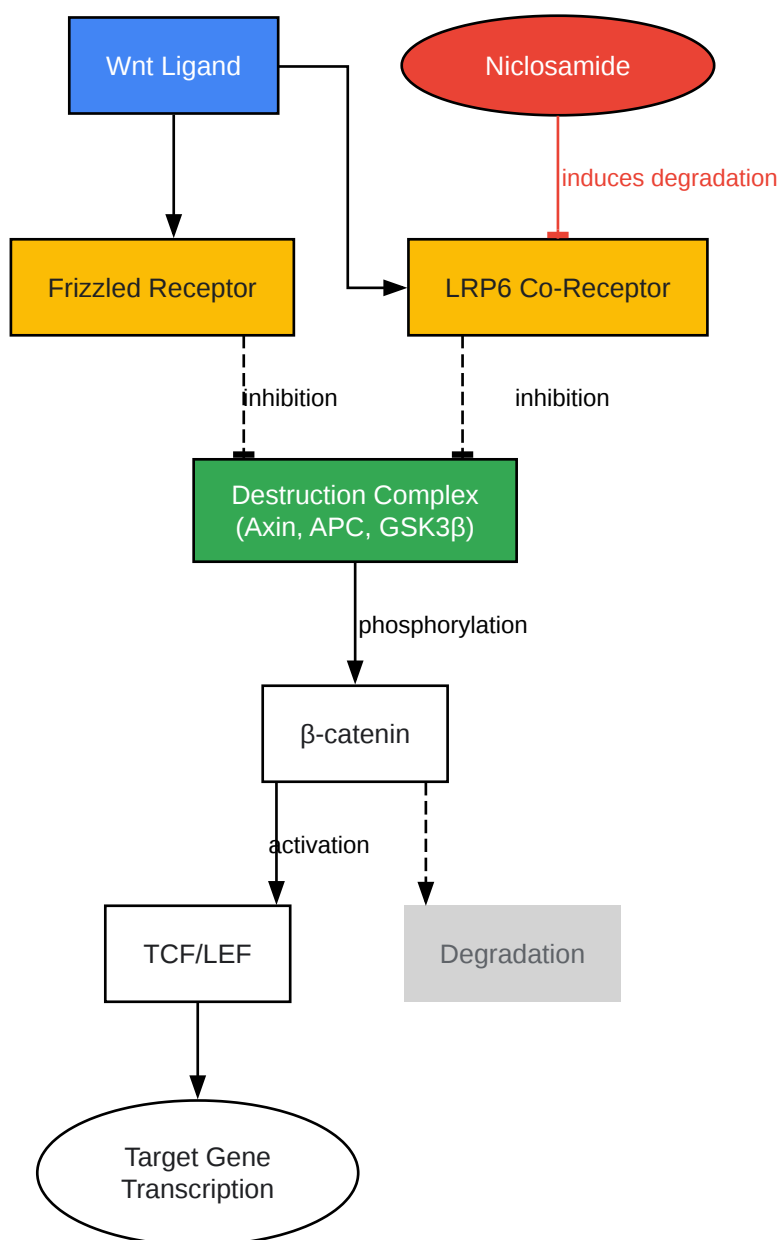 Wnt Ligand
Niclosamide
induces degradation
Frizzled Receptor
LRP6 Co-Receptor
inhibition
inhibition
Destruction Complex
(Axin, APC, GSK3β)
phosphorylation
β-catenin
activation
TCF/LEF
Degradation
Target Gene
Transcription